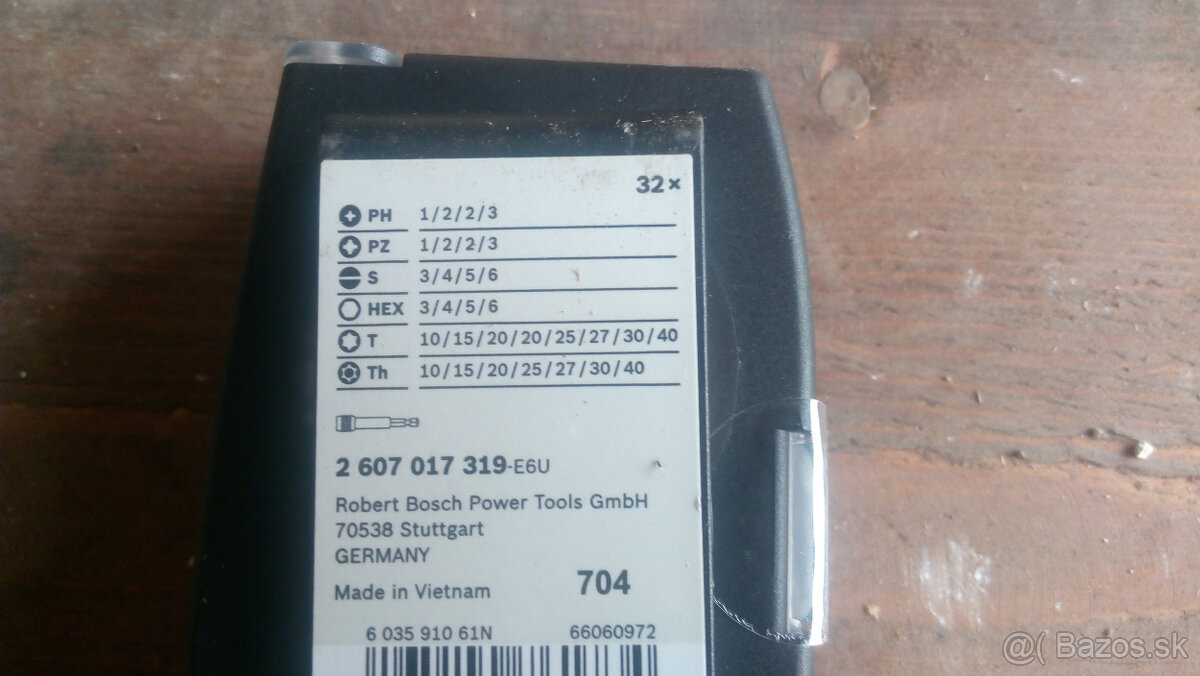 32×
PH 1/2/2/3
PZ 1/2/2/3
S 3/4/5/6
HEX 3/4/5/6
T 10/15/20/20/25/27/30/40
Th 10/15/20/25/27/30/40
2 607 017 319-E6U
Robert Bosch Power Tools GmbH
70538 Stuttgart
GERMANY
Made in Vietnam 704
6 035 910 61N 66060972
@( Bazos.sk